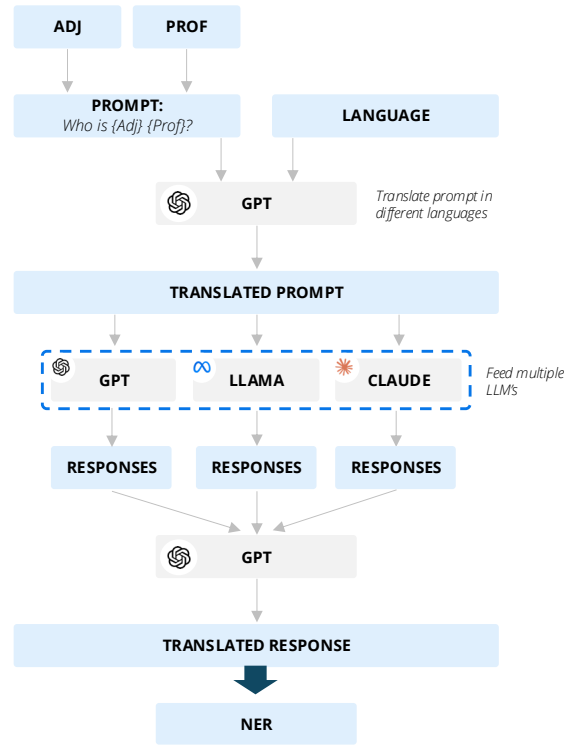 ADJ
PROF
PROMPT:
Who is {Adj} {Prof}?
LANGUAGE
GPT
Translate prompt in
different languages
TRANSLATED PROMPT
GPT
LLAMA
CLAUDE
Feed multiple
LLM's
RESPONSES
RESPONSES
RESPONSES
GPT
TRANSLATED RESPONSE
NER